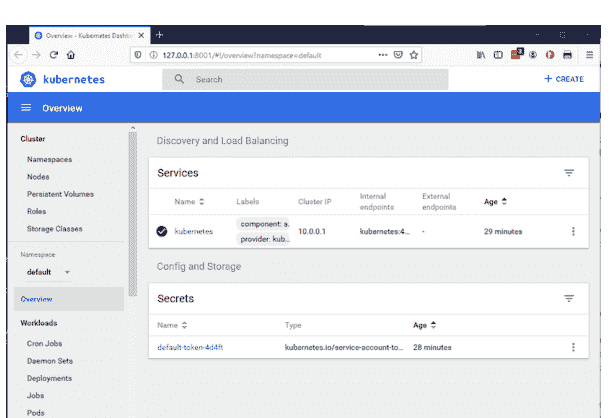 Overview - Kubernetes Dashb
127.0.0.1:8001/#!/overview?namespace=default
3
kubernetes
Search
+ CREATE
Overview
Cluster
Namespaces
Nodes
Persistent Volumes
Roles
Storage Classes
Namespace
default
Overview
Workloads
Cron Jobs
Daemon Sets
Deployments
Jobs
Pods
Discovery and Load Balancing
Services
Name Labels Cluster IP Internal endpoints External endpoints Age
kubernetes component: a. 10.0.0.1 kubernetes:4... - 29 minutes
provider: kub..
Config and Storage
Secrets
Name Type Age
default-token-4d4ft kubernetes.io/service-account-to... 28 minutes